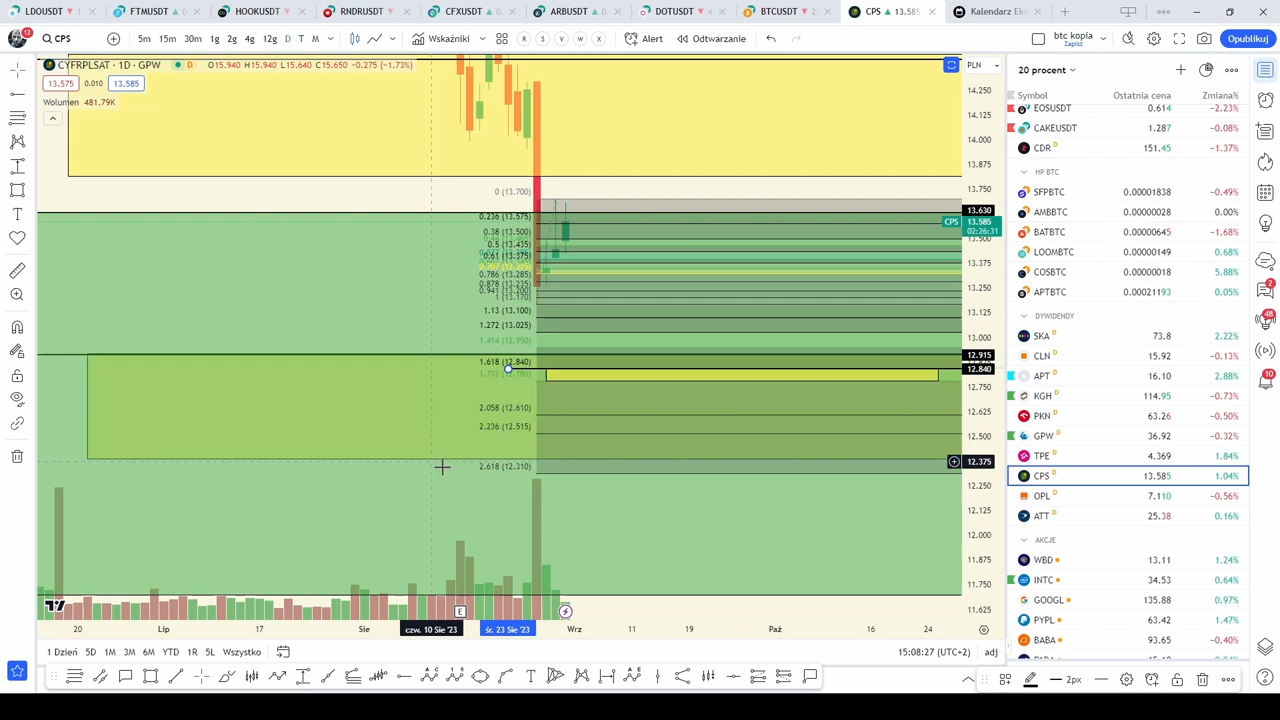 LDOUSDT
FTMUSDT
HOOKUSDT
RNDRUSDT
CFXUSDT
ARBUSDT
DOTUSDT
BTCUSDT
CPS ▲ 13.585
Kalendarz Eko
12
CPS
5m 15m 30m 1g 2g 4g 12g D T M
Wskaźniki
Alert
Odtwarzanie
btc kopia
Zapisz
Opublikuj
CYFRPLSAT · 1D · GPW
D
O15.940 H15.940 L15.640 C15.650 −0.275 (−1.73%)
13.575
0.010
13.585
Wolumen 481.79K
PLN
14.250
14.125
14.000
13.875
13.750
13.630
CPS 13.585
02:26:31
13.500
13.375
13.250
13.125
13.000
12.915
12.840
12.750
12.625
12.500
12.375
12.250
12.125
12.000
11.875
11.750
11.625
0 (13.700)
0.236 (13.575)
0.38 (13.500)
0.5 (13.435)
0.61 (13.375)
0.786 (13.285)
0.878 (13.235)
0.941 (13.200)
1 (13.170)
1.13 (13.100)
1.272 (13.025)
1.414 (12.950)
1.618 (12.840)
1.732 (12.780)
2.058 (12.610)
2.236 (12.515)
2.618 (12.310)
E
20
Lip
17
Sie
czw. 10 Sie '23
śr. 23 Sie '23
Wrz
11
19
Paź
16
24
1 Dzień 5D 1M 3M 6M YTD 1R 5L Wszystko
15:08:27 (UTC+2)
adj
2px
20 procent
Symbol Ostatnia cena Zmiana%
EOSUSDT 0.614 −2.23%
CAKEUSDT 1.287 −0.08%
CDR D 151.45 −1.37%
HP BTC
SFPBTC 0.00001838 −0.49%
AMBBTC 0.00000028 0.00%
BATBTC 0.00000645 −1.68%
LOOMBTC 0.00000149 0.68%
COSBTC 0.00000018 5.88%
APTBTC 0.00021193 0.05%
DYWIDENDY
SKA D 73.8 2.22%
CLN D 15.92 −0.13%
APT D 16.10 2.88%
KGH D 114.95 −0.73%
PKN D 63.26 −0.50%
GPW D 36.92 −0.32%
TPE D 4.369 1.84%
CPS D 13.585 1.04%
OPL D 7.110 −0.56%
ATT D 25.38 0.16%
AKCJE
WBD 13.11 1.24%
INTC 34.53 0.64%
GOOGL 135.88 0.97%
PYPL 63.42 1.47%
BABA 93.65 −0.40%
2
48
10